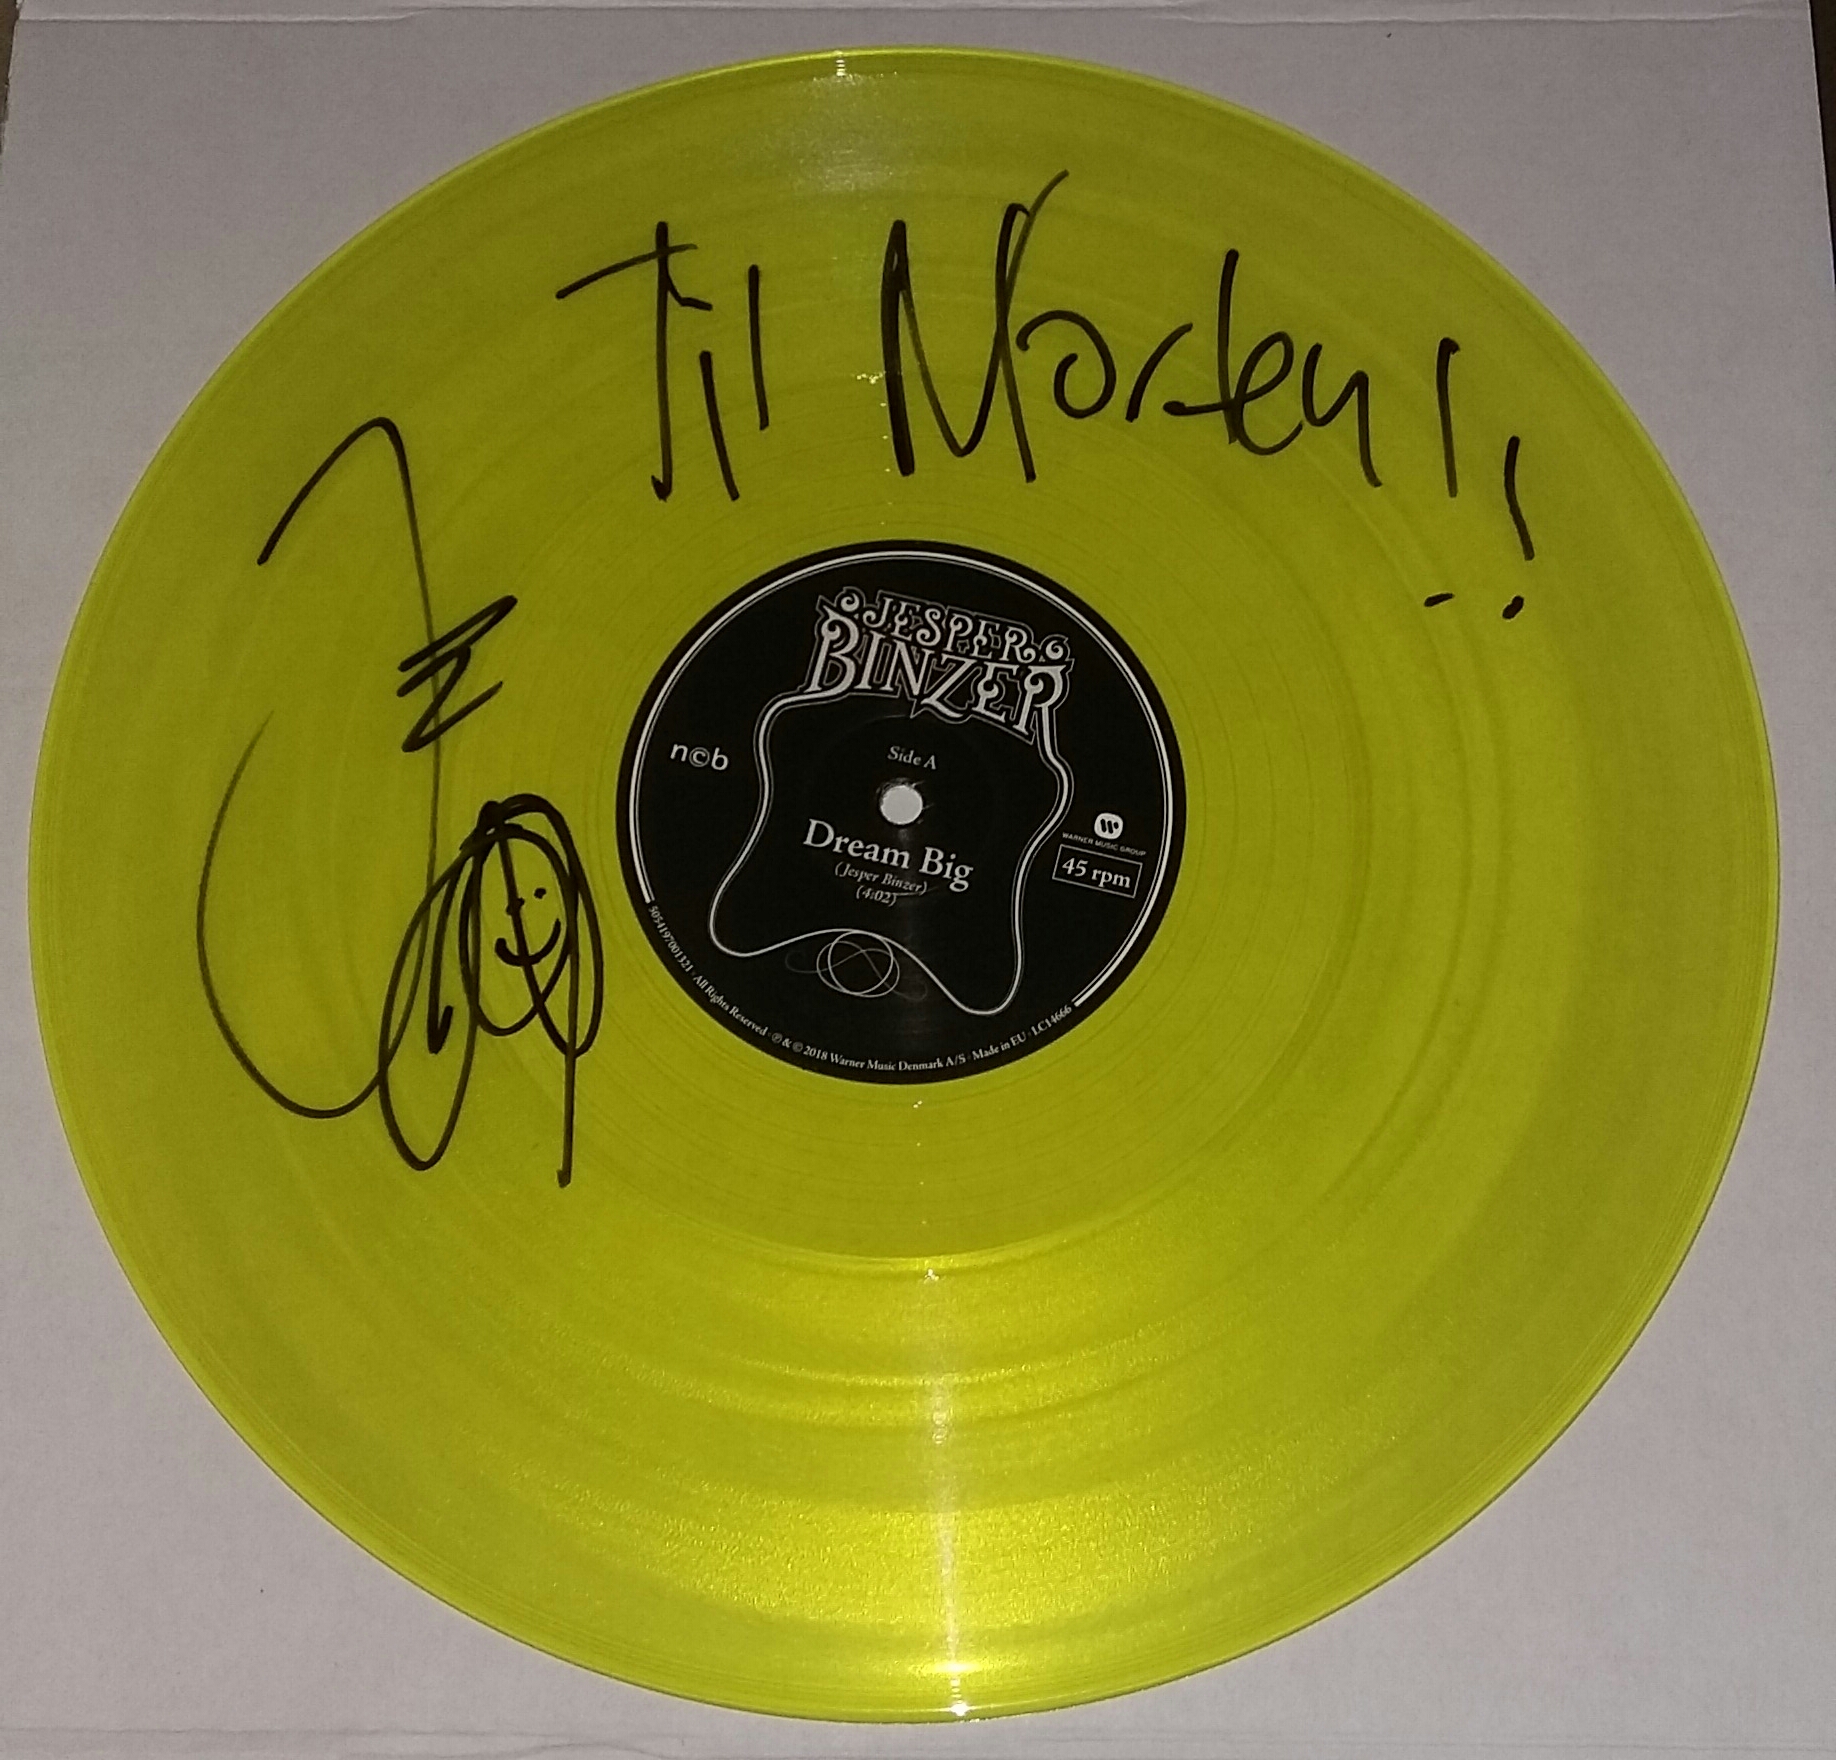 Til Morten!!
JESPER
BINZER
Side A
n©b
Dream Big
(Jesper Binzer)
(4:02)
WARNER MUSIC GROUP
45 rpm
5054197001321 · All Rights Reserved · ℗ & © 2018 Warner Music Denmark A/S · Made in EU · LC14666